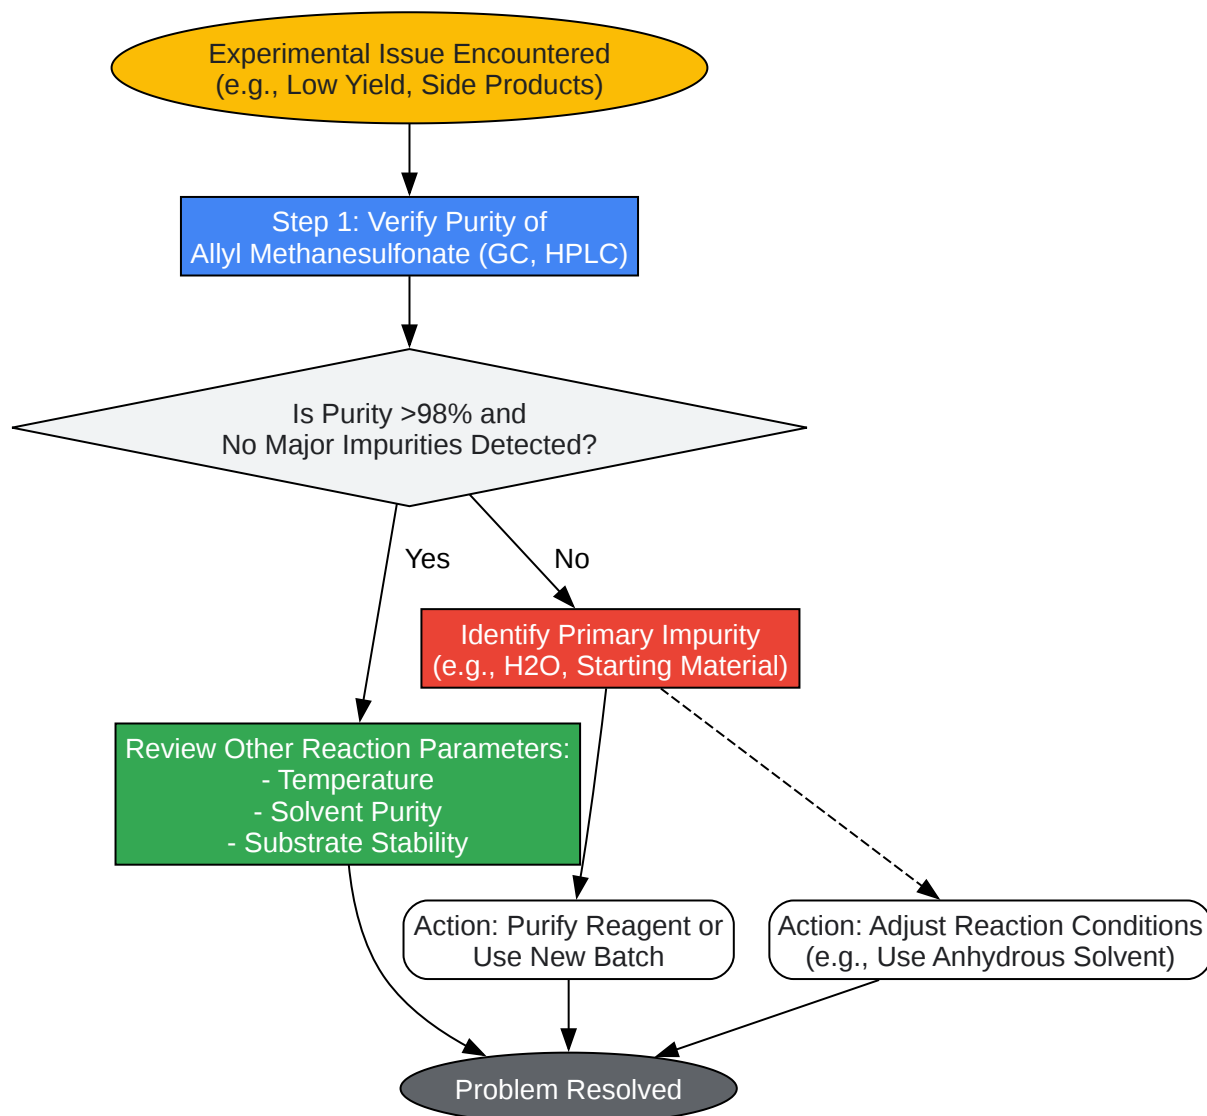 Experimental Issue Encountered
(e.g., Low Yield, Side Products)
Step 1: Verify Purity of
Allyl Methanesulfonate (GC, HPLC)
Is Purity >98% and
No Major Impurities Detected?
Yes
No
Identify Primary Impurity
(e.g., H2O, Starting Material)
Review Other Reaction Parameters:
- Temperature
- Solvent Purity
- Substrate Stability
Action: Purify Reagent or
Use New Batch
Action: Adjust Reaction Conditions
(e.g., Use Anhydrous Solvent)
Problem Resolved